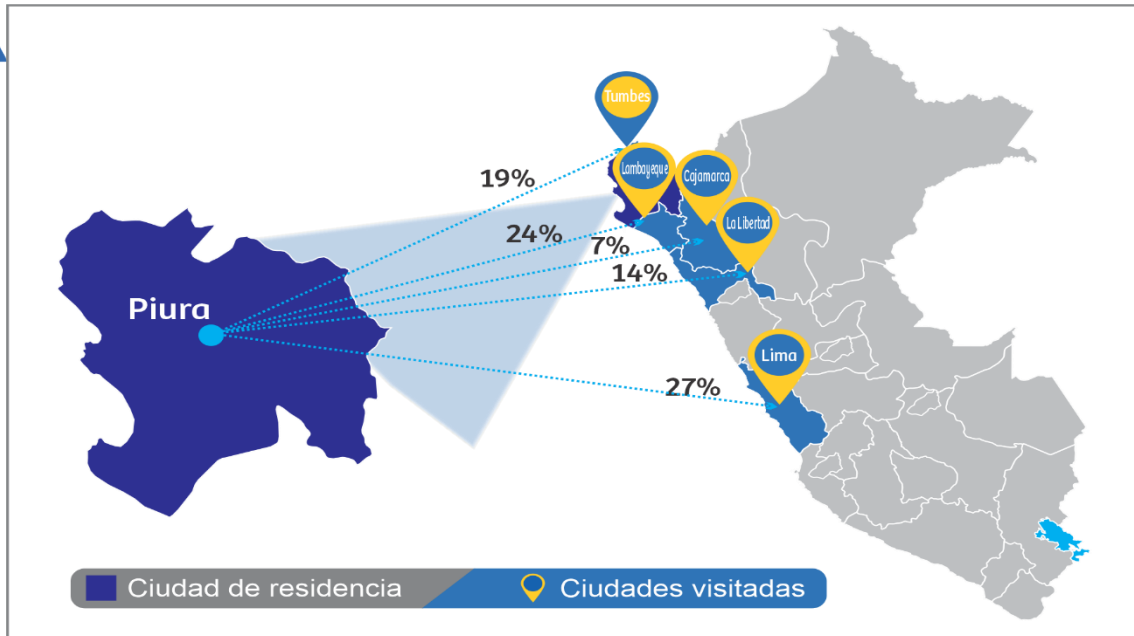 Tumbes
Lambayeque
Cajamarca
La Libertad
19%
24%
7%
14%
Piura
Lima
27%
Ciudad de residencia
Ciudades visitadas